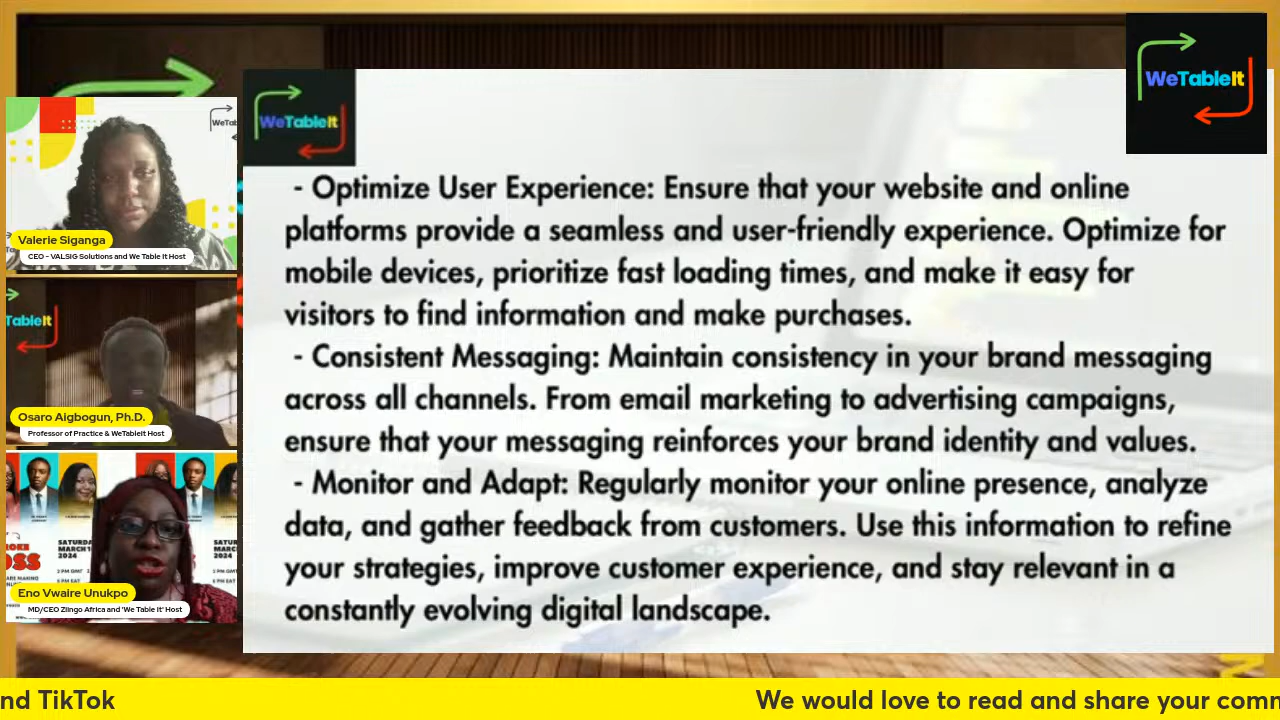 WeTableIt
WeTableIt
WeTab
Valerie Siganga
CEO - VALSIG Solutions and We Table It Host
TableIt
Osaro Aigbogun, Ph.D.
Professor of Practice & WeTableIt Host
SATURDA
MARCH 1
2024
Eno Vwaire Unukpo
MD/CEO Zlingo Africa and 'We Table It' Host
- Optimize User Experience: Ensure that your website and online
platforms provide a seamless and user-friendly experience. Optimize for
mobile devices, prioritize fast loading times, and make it easy for
visitors to find information and make purchases.
- Consistent Messaging: Maintain consistency in your brand messaging
across all channels. From email marketing to advertising campaigns,
ensure that your messaging reinforces your brand identity and values.
- Monitor and Adapt: Regularly monitor your online presence, analyze
data, and gather feedback from customers. Use this information to refine
your strategies, improve customer experience, and stay relevant in a
constantly evolving digital landscape.
nd TikTok
We would love to read and share your comm